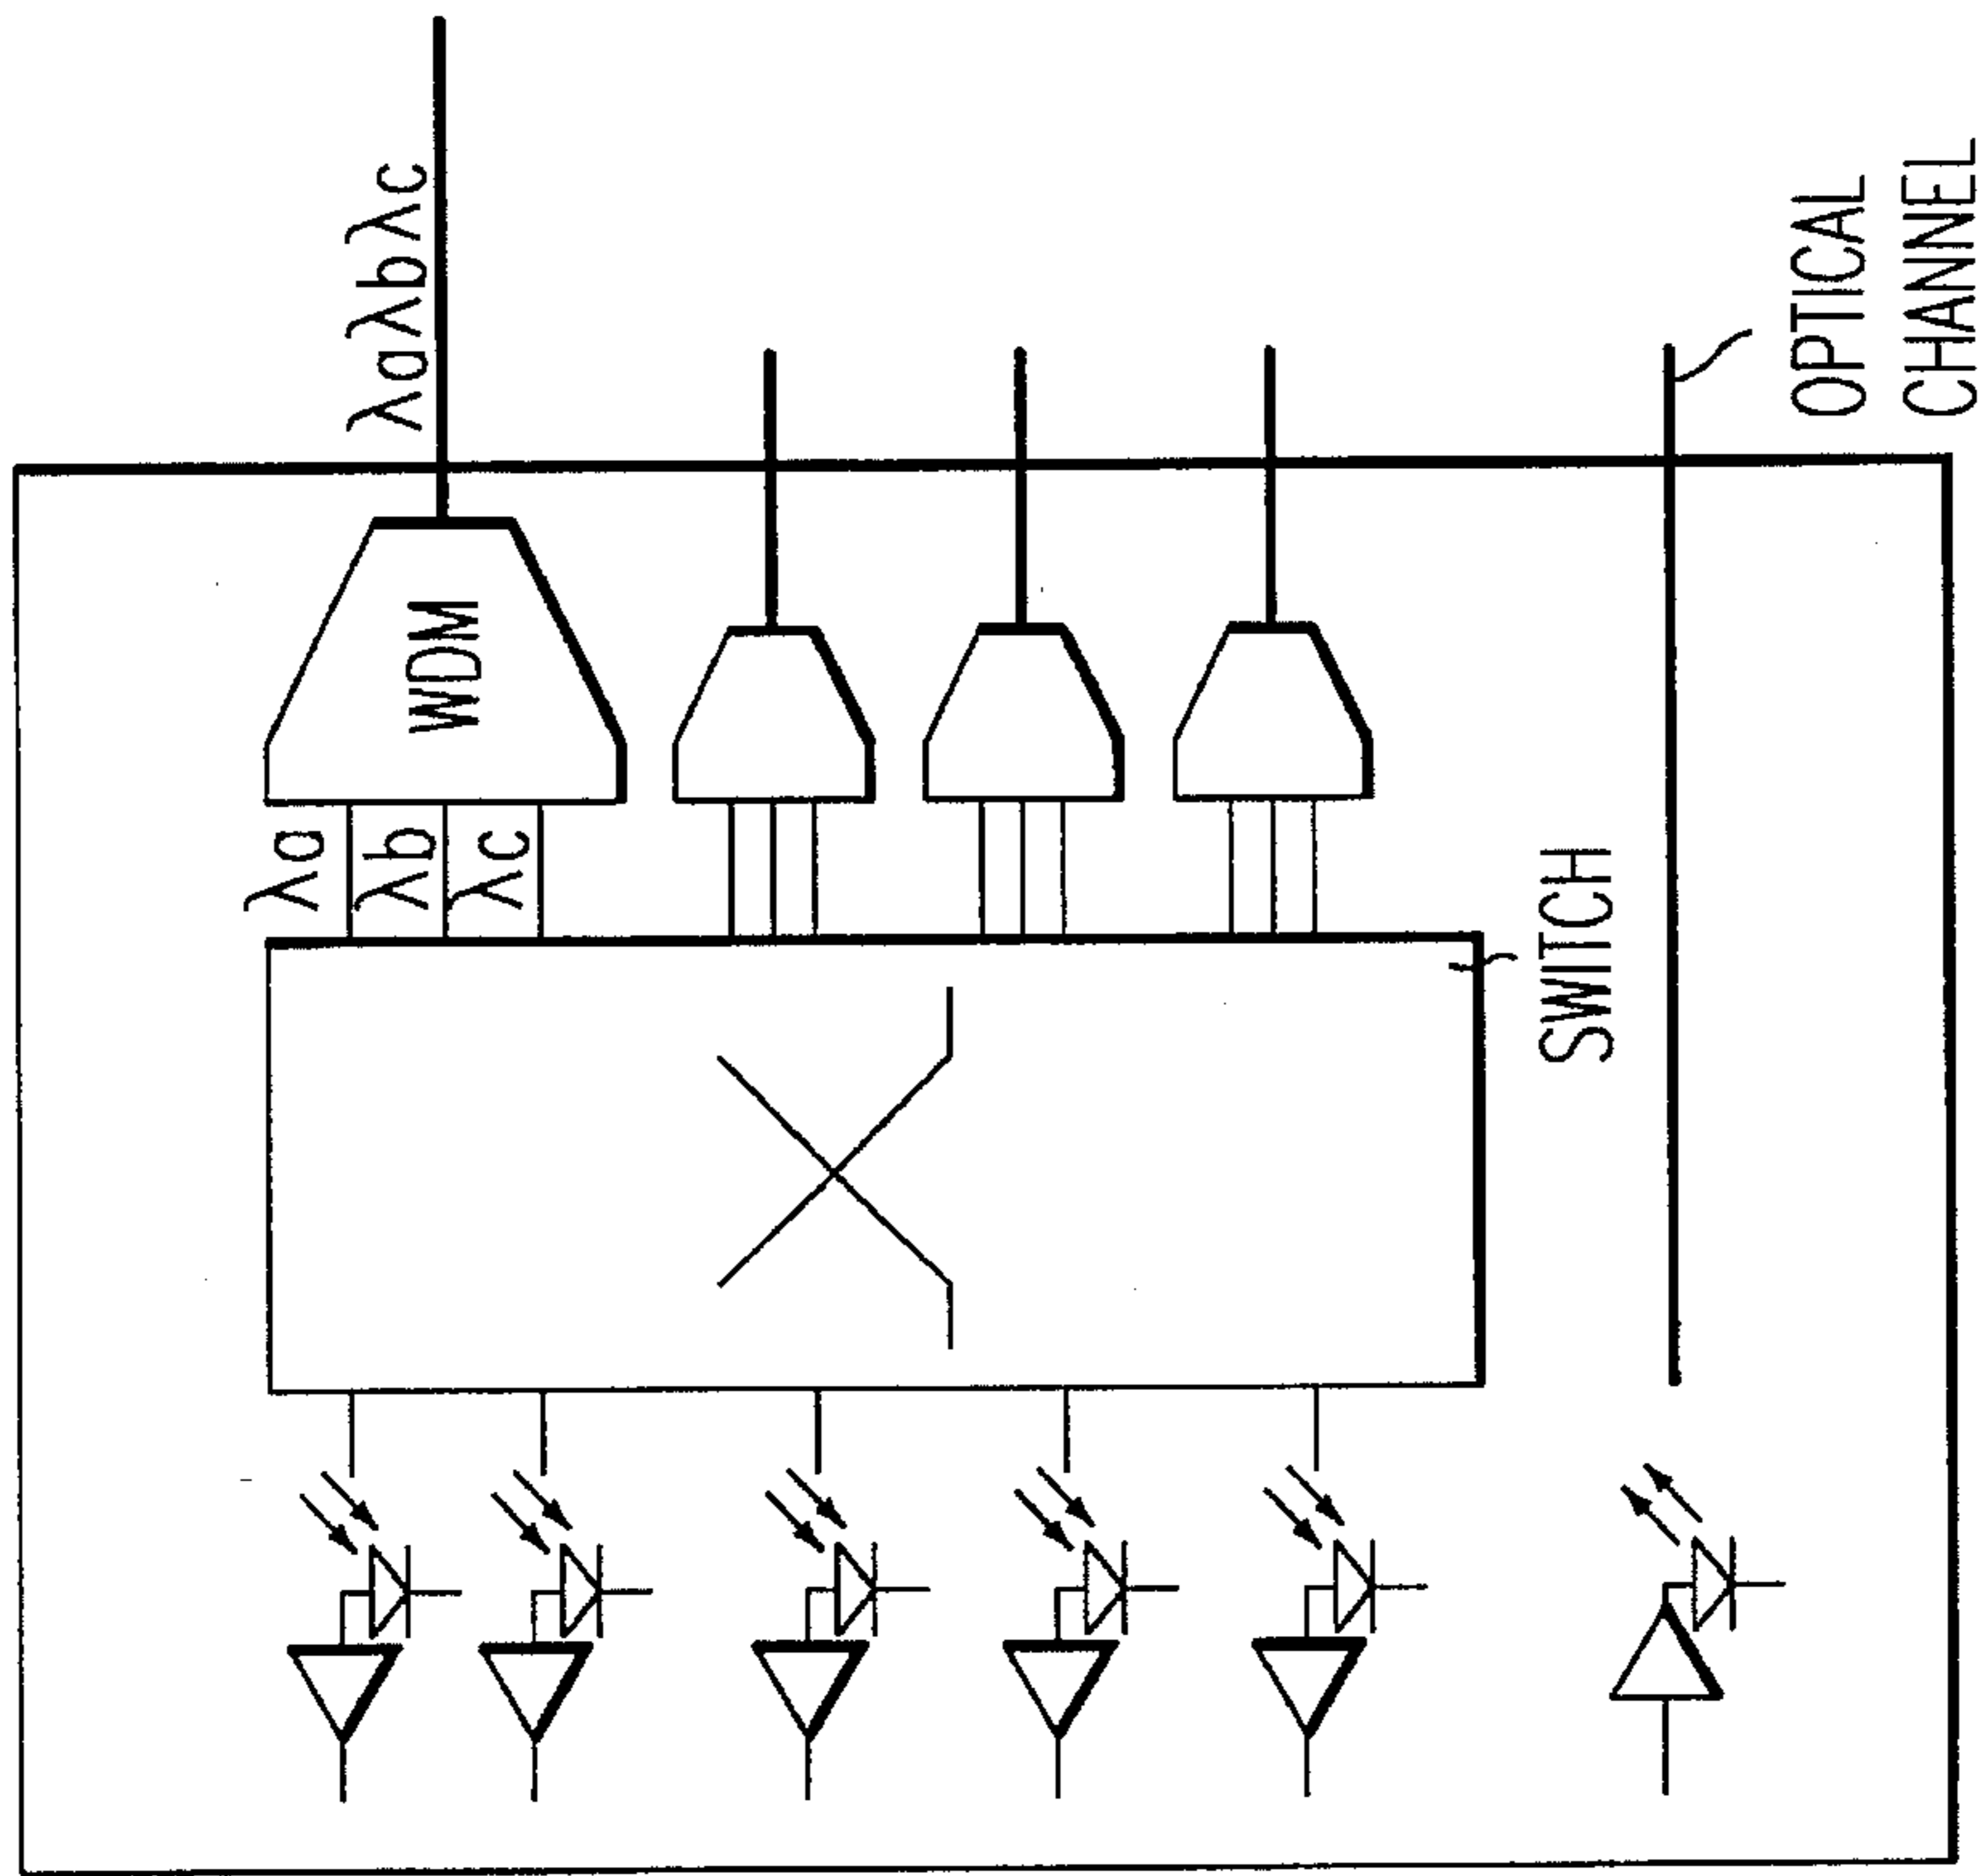 λaλbλc
WDM
λa
λb
λc
SWITCH
OPTICAL
CHANNEL